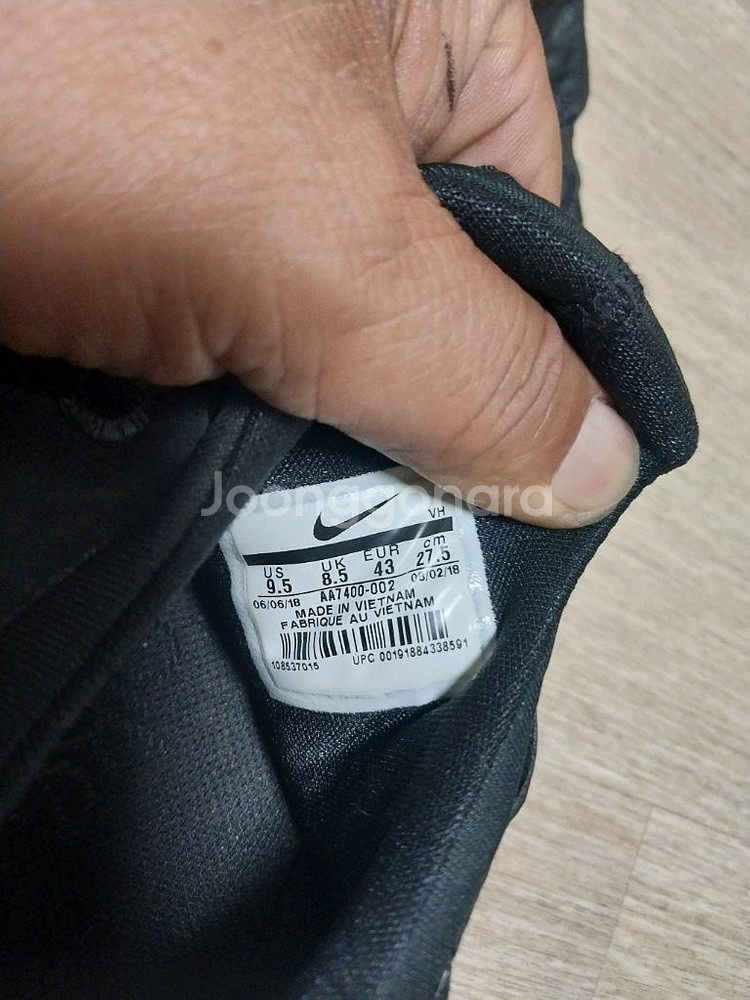 Joonggonara
VH
US UK EUR cm
9.5 8.5 43 27.5
06/06/18 AA7400-002 05/02/18
MADE IN VIETNAM
FABRIQUE AU VIETNAM
108537015 UPC 00191884338591